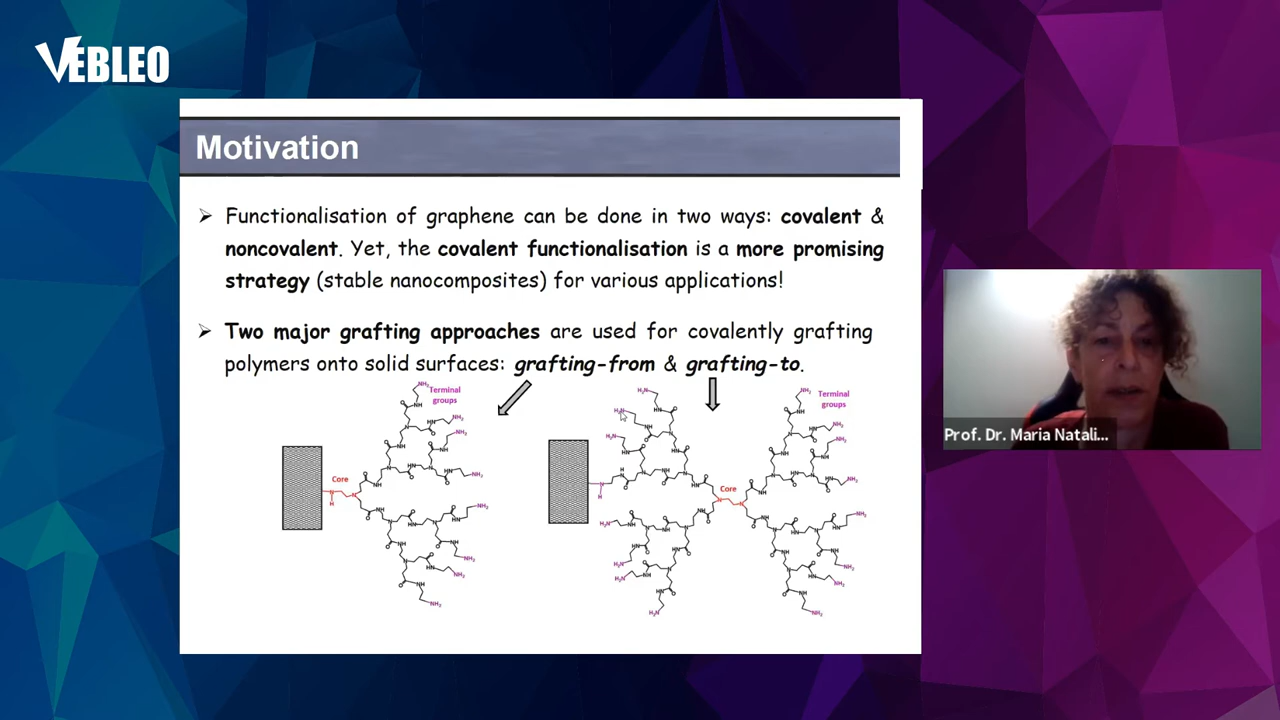 VEBLEO
Motivation
➢ Functionalisation of graphene can be done in two ways: covalent &
noncovalent. Yet, the covalent functionalisation is a more promising
strategy (stable nanocomposites) for various applications!
➢ Two major grafting approaches are used for covalently grafting
polymers onto solid surfaces: grafting-from & grafting-to.
Terminal
groups
Core
Terminal
groups
Core
Prof. Dr. Maria Natali...